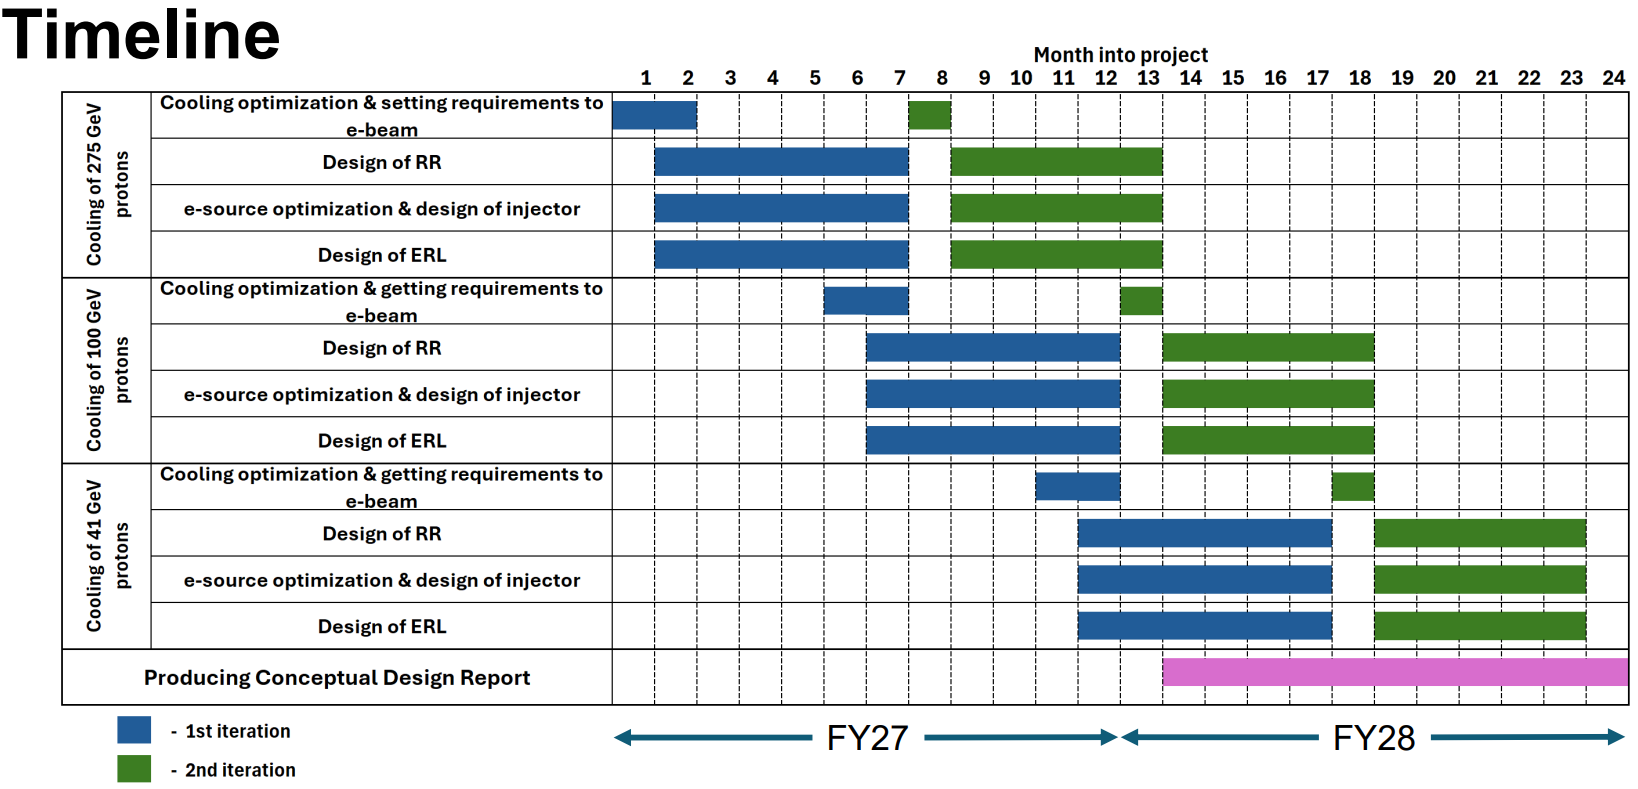 Timeline
Month into project
1 2 3 4 5 6 7 8 9 10 11 12 13 14 15 16 17 18 19 20 21 22 23 24
Cooling of 275 GeV
protons
Cooling optimization & setting requirements to
e-beam
Design of RR
e-source optimization & design of injector
Design of ERL
Cooling of 100 GeV
protons
Cooling optimization & getting requirements to
e-beam
Design of RR
e-source optimization & design of injector
Design of ERL
Cooling of 41 GeV
protons
Cooling optimization & getting requirements to
e-beam
Design of RR
e-source optimization & design of injector
Design of ERL
Producing Conceptual Design Report
- 1st iteration
- 2nd iteration
FY27
FY28